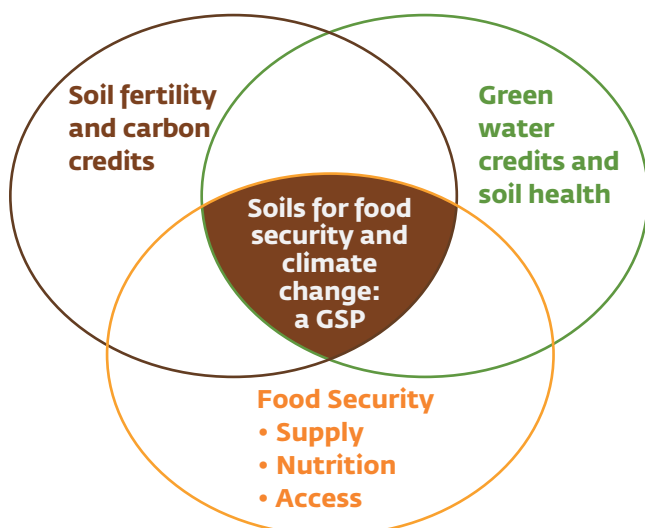 Soil fertility
and carbon
credits
Green
water
credits and
soil health
Soils for food
security and
climate
change:
a GSP
Food Security
• Supply
• Nutrition
• Access